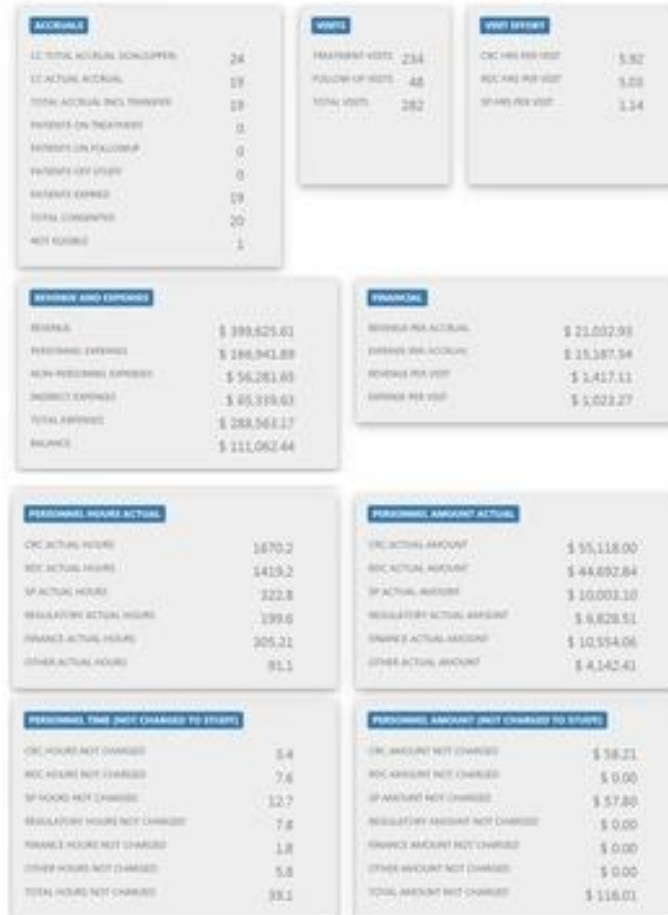 ACCRUALS
CC TOTAL ACCRUAL GOAL(UPPER) 24
CC ACTUAL ACCRUAL 19
TOTAL ACCRUAL INCL TRANSFER 19
PATIENTS ON TREATMENT 0
PATIENTS ON FOLLOWUP 0
PATIENTS OFF STUDY 0
PATIENTS EXPIRED 19
TOTAL CONSENTED 20
NOT ELIGIBLE 1
VISITS
TREATMENT VISITS 234
FOLLOW-UP VISITS 48
TOTAL VISITS 282
VISIT EFFORT
CRC HRS PER VISIT 5.92
RDC HRS PER VISIT 5.03
SP HRS PER VISIT 1.14
REVENUE AND EXPENSES
REVENUE $ 399,625.61
PERSONNEL EXPENSES $ 166,941.89
NON-PERSONNEL EXPENSES $ 56,281.65
INDIRECT EXPENSES $ 65,339.63
TOTAL EXPENSES $ 288,563.17
BALANCE $ 111,062.44
FINANCIAL
REVENUE PER ACCRUAL $ 21,032.93
EXPENSE PER ACCRUAL $ 15,187.54
REVENUE PER VISIT $ 1,417.11
EXPENSE PER VISIT $ 1,023.27
PERSONNEL HOURS ACTUAL
CRC ACTUAL HOURS 1670.2
RDC ACTUAL HOURS 1419.2
SP ACTUAL HOURS 322.8
REGULATORY ACTUAL HOURS 199.6
FINANCE ACTUAL HOURS 305.21
OTHER ACTUAL HOURS 91.1
PERSONNEL AMOUNT ACTUAL
CRC ACTUAL AMOUNT $ 55,118.00
RDC ACTUAL AMOUNT $ 44,692.84
SP ACTUAL AMOUNT $ 10,003.10
REGULATORY ACTUAL AMOUNT $ 6,828.51
FINANCE ACTUAL AMOUNT $ 10,554.06
OTHER ACTUAL AMOUNT $ 4,142.41
PERSONNEL TIME (NOT CHARGED TO STUDY)
CRC HOURS NOT CHARGED 3.4
RDC HOURS NOT CHARGED 7.6
SP HOURS NOT CHARGED 12.7
REGULATORY HOURS NOT CHARGED 7.8
FINANCE HOURS NOT CHARGED 1.8
OTHER HOURS NOT CHARGED 5.8
TOTAL HOURS NOT CHARGED 39.1
PERSONNEL AMOUNT (NOT CHARGED TO STUDY)
CRC AMOUNT NOT CHARGED $ 58.21
RDC AMOUNT NOT CHARGED $ 0.00
SP AMOUNT NOT CHARGED $ 57.80
REGULATORY AMOUNT NOT CHARGED $ 0.00
FINANCE AMOUNT NOT CHARGED $ 0.00
OTHER AMOUNT NOT CHARGED $ 0.00
TOTAL AMOUNT NOT CHARGED $ 116.01